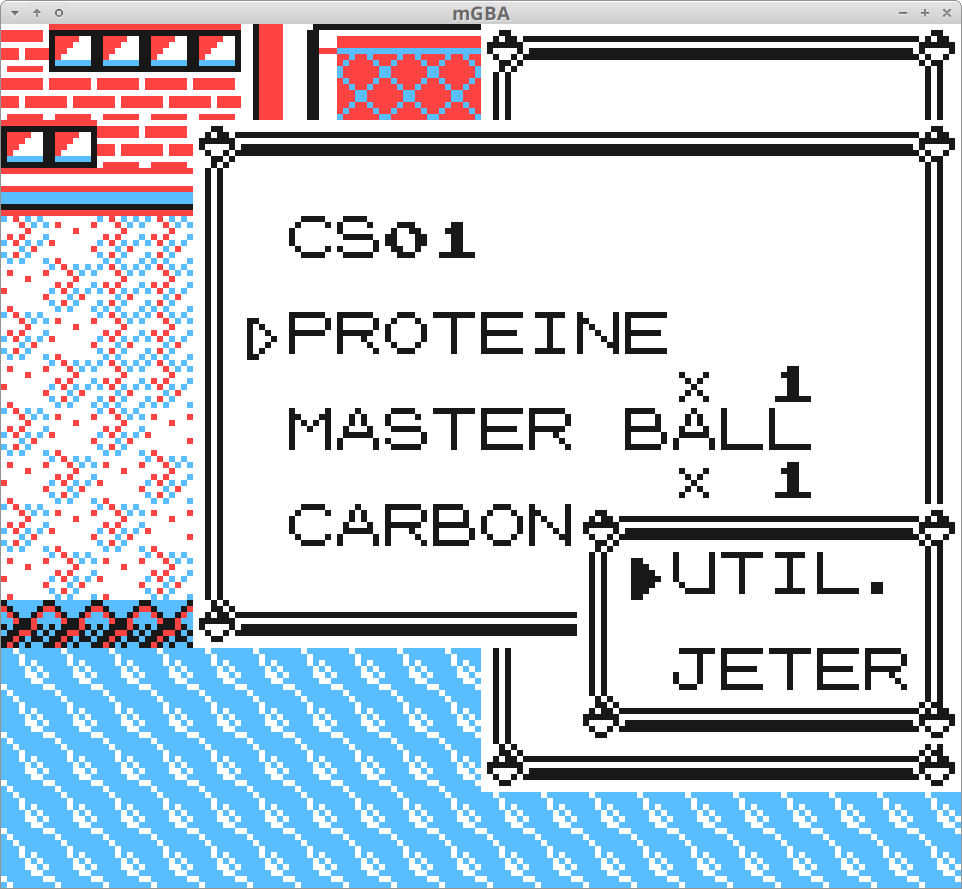 mGBA
CS01
PROTEINE
× 1
MASTER BALL
× 1
CARBON
UTIL.
JETER